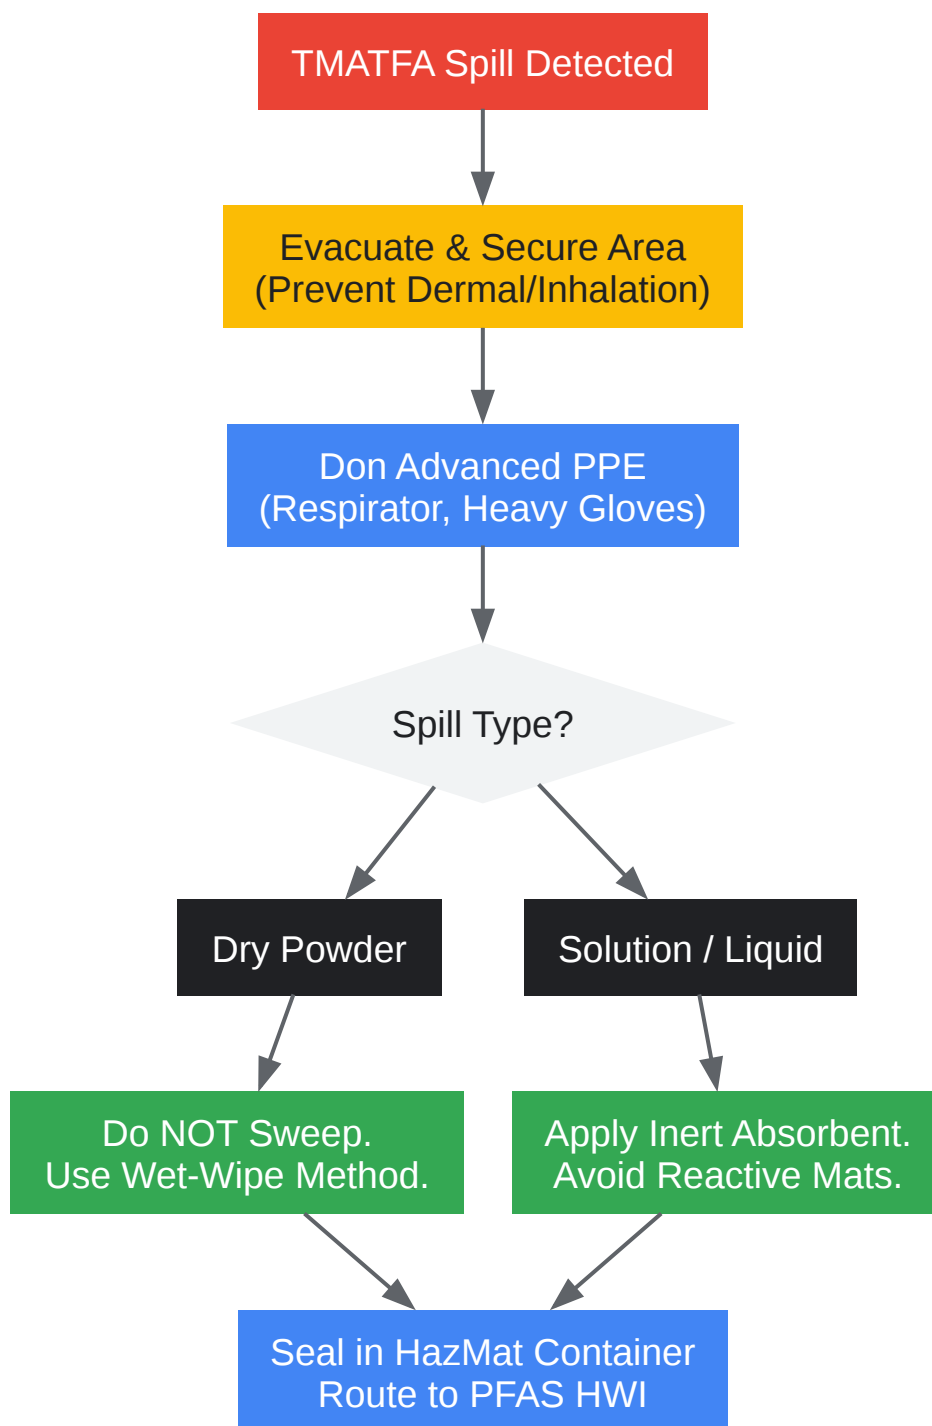 TMATFA Spill Detected
Evacuate & Secure Area
(Prevent Dermal/Inhalation)
Don Advanced PPE
(Respirator, Heavy Gloves)
Spill Type?
Dry Powder
Solution / Liquid
Do NOT Sweep.
Use Wet-Wipe Method.
Apply Inert Absorbent.
Avoid Reactive Mats.
Seal in HazMat Container
Route to PFAS HWI